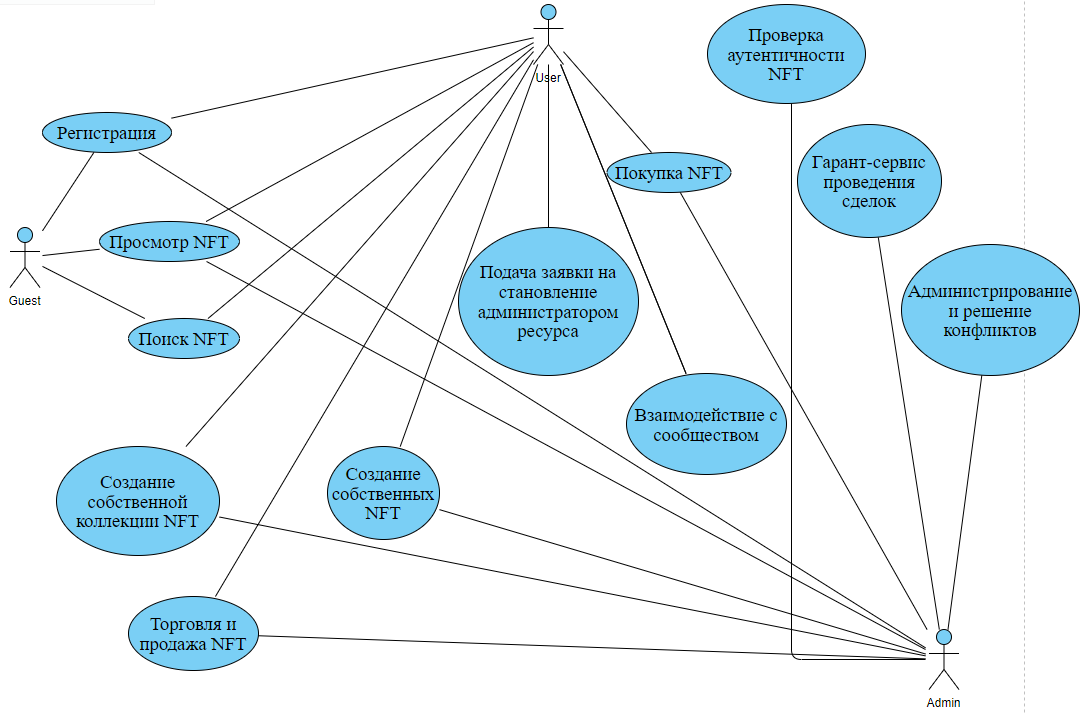 User
Проверка
аутентичности
NFT
Регистрация
Покупка NFT
Гарант-сервис
проведения
сделок
Просмотр NFT
Guest
Подача заявки на
становление
администратором
ресурса
Администрирование
и решение
конфликтов
Поиск NFT
Взаимодействие с
сообществом
Создание
собственной
коллекции NFT
Создание
собственных
NFT
Торговля и
продажа NFT
Admin